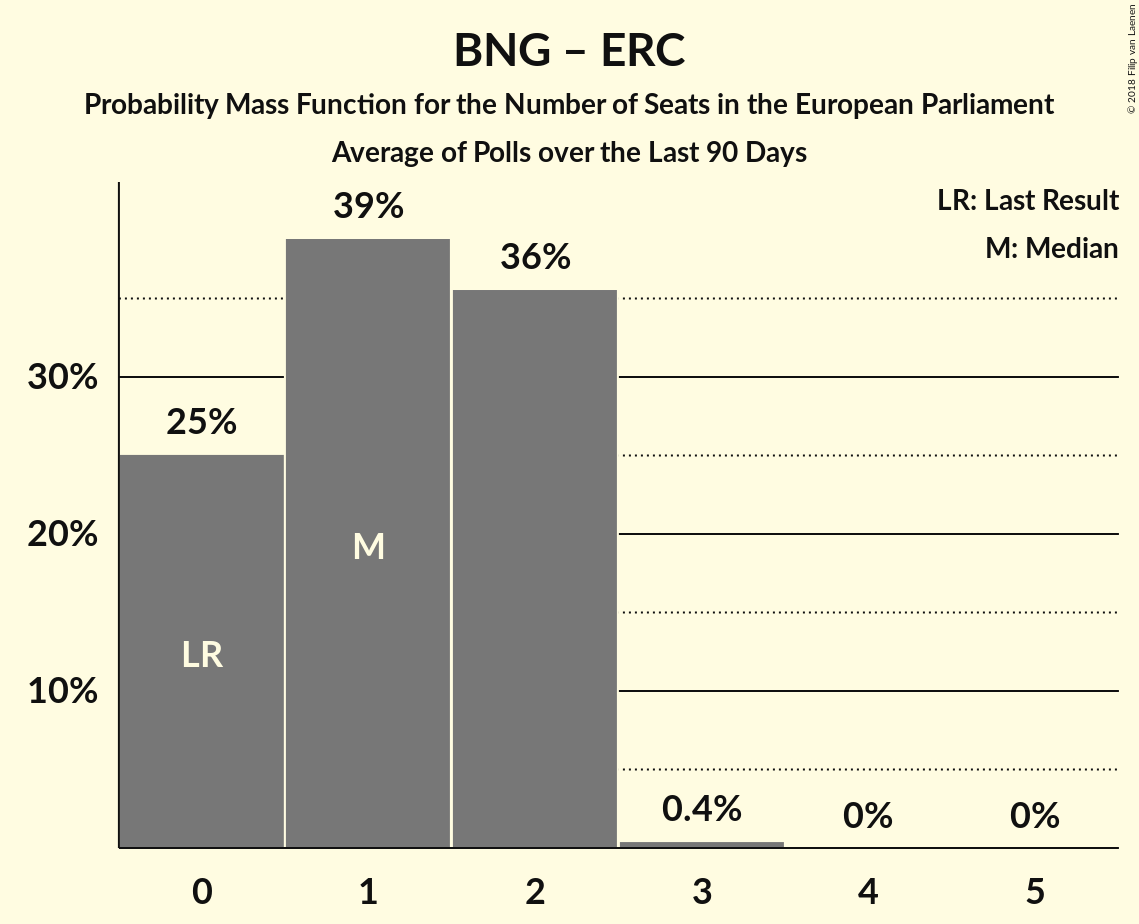 BNG – ERC
Probability Mass Function for the Number of Seats in the European Parliament
Average of Polls over the Last 90 Days
© 2018 Filip van Laenen
LR: Last Result
M: Median
39%
36%
30%
25%
20%
M
LR
10%
0.4%
0%
0%
0 1 2 3 4 5